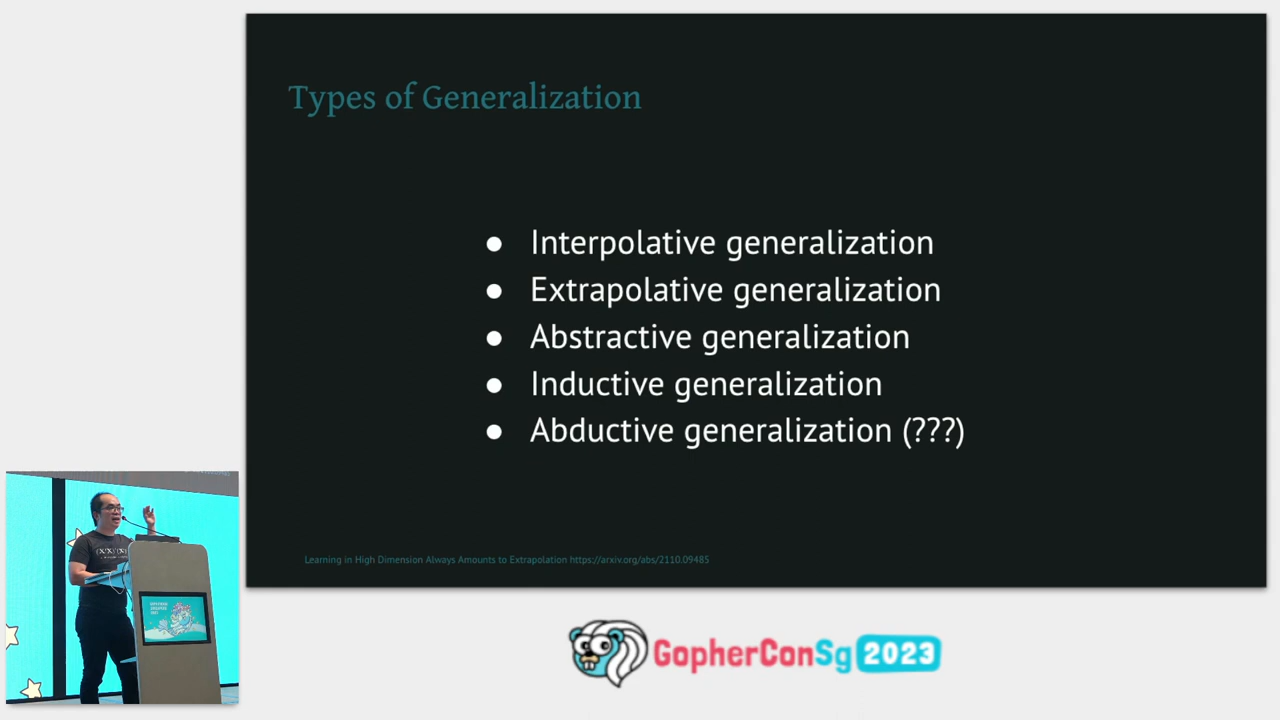 Types of Generalization
● Interpolative generalization
● Extrapolative generalization
● Abstractive generalization
● Inductive generalization
● Abductive generalization (???)
Learning in High Dimension Always Amounts to Extrapolation https://arxiv.org/abs/2110.09485
GopherConSg 2023